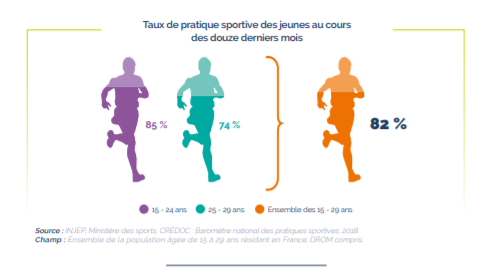 Taux de pratique sportive des jeunes au cours
des douze derniers mois
85 %
74 %
82 %
15 - 24 ans
25 - 29 ans
Ensemble des 15 - 29 ans
Source : INJEP, Ministère des sports, CRÉDOC : Baromètre national des pratiques sportives, 2018.
Champ : Ensemble de la population âgée de 15 à 29 ans résidant en France, DROM compris.